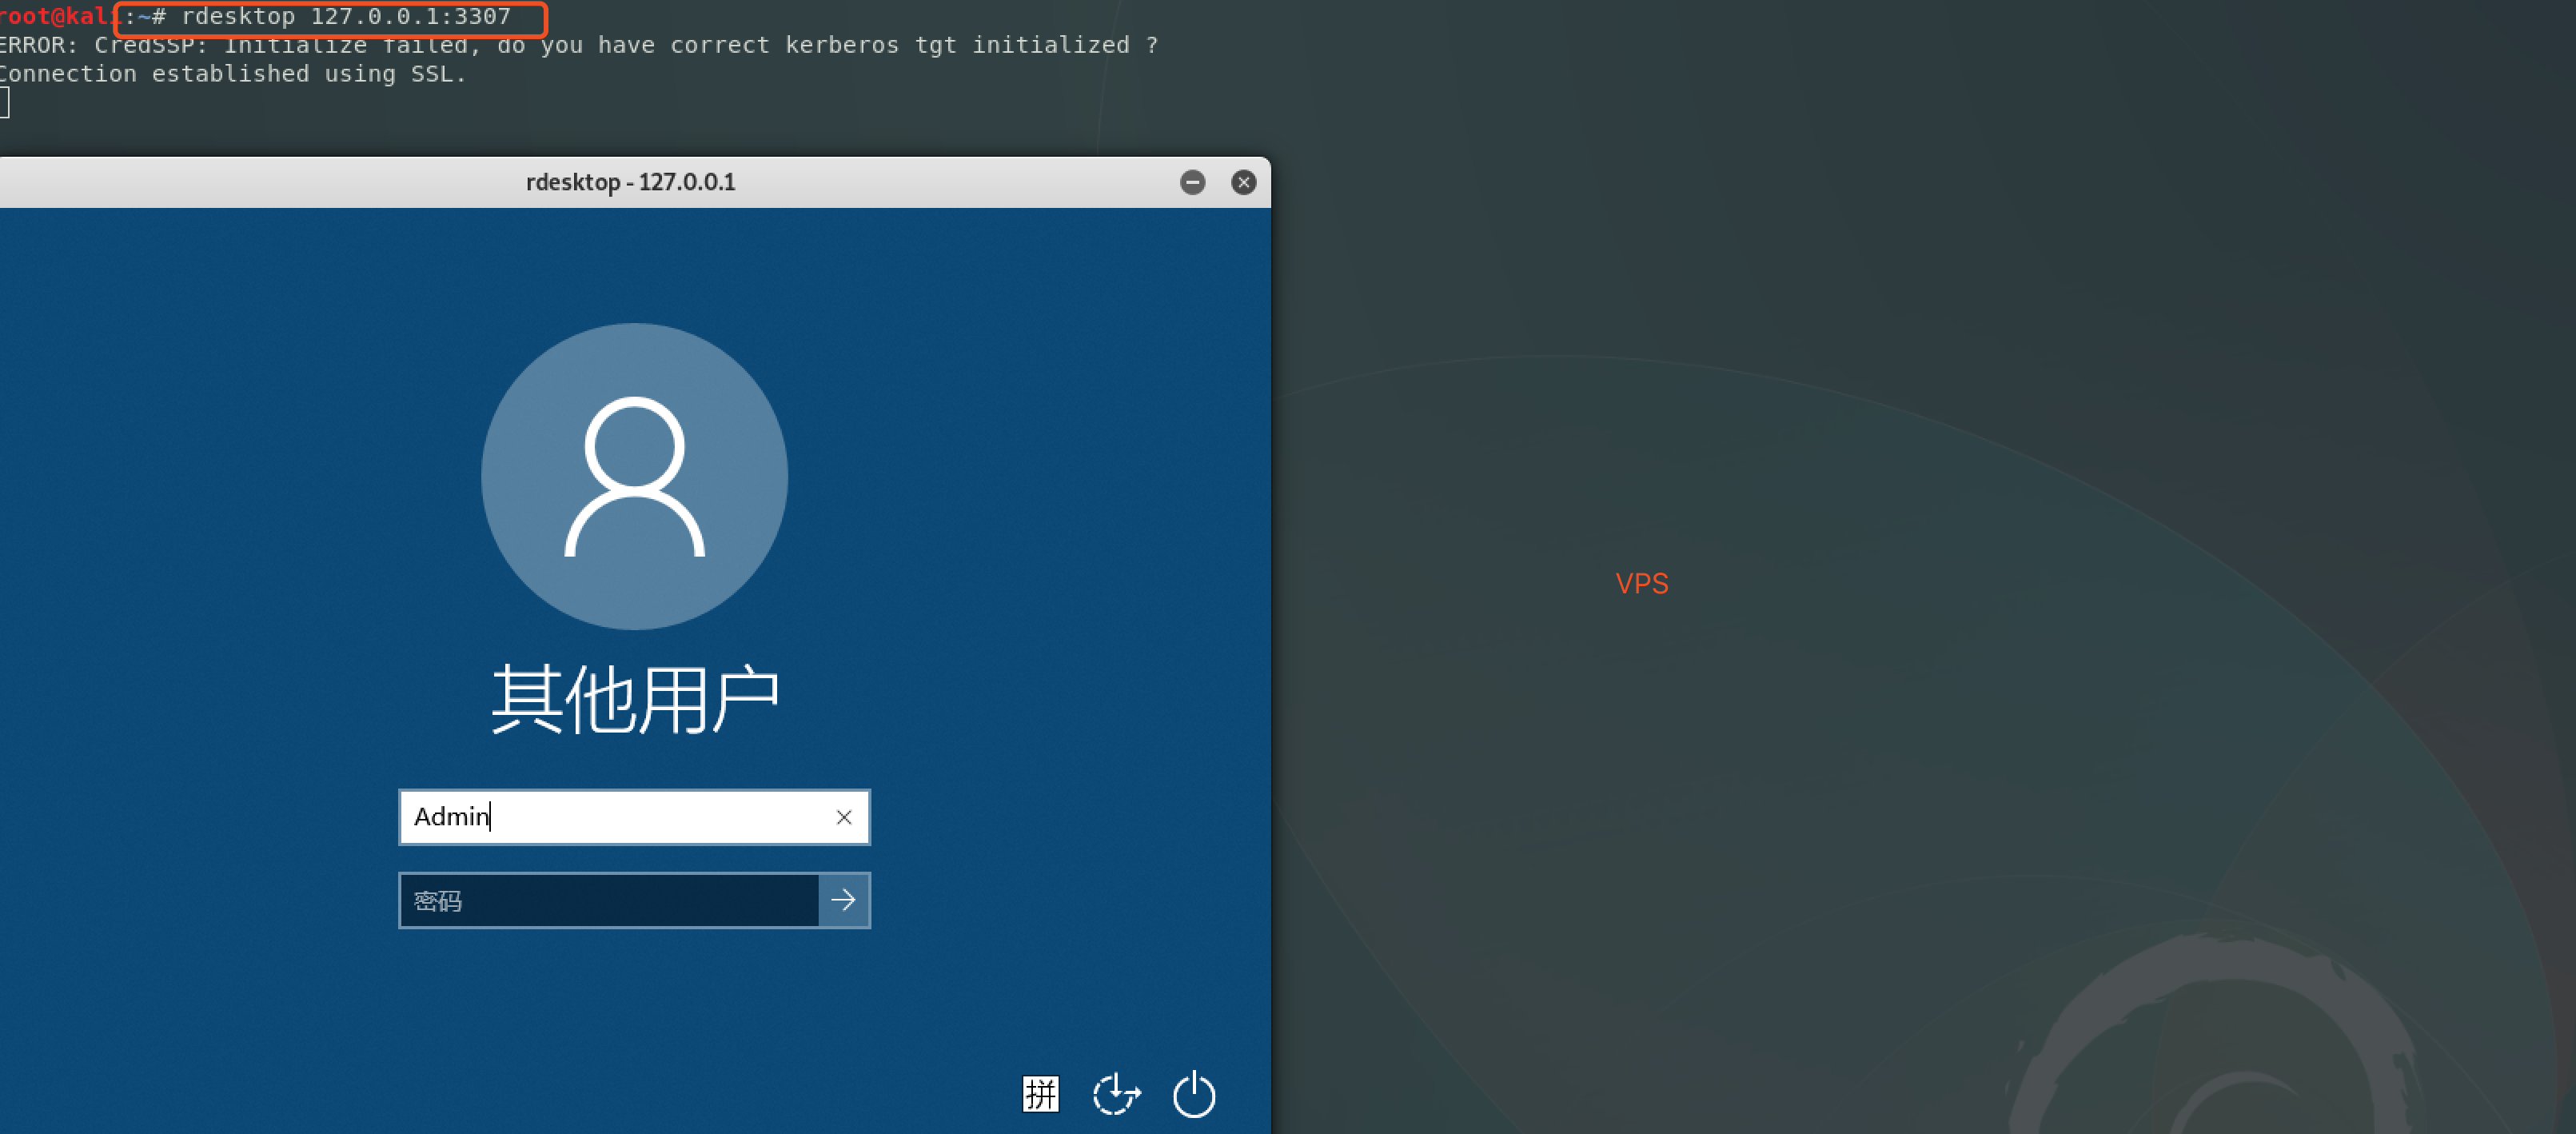 root@kali:~# rdesktop 127.0.0.1:3307
ERROR: CredSSP: Initialize failed, do you have correct kerberos tgt initialized ?
Connection established using SSL.
rdesktop - 127.0.0.1
VPS
其他用户
Admin
密码
拼